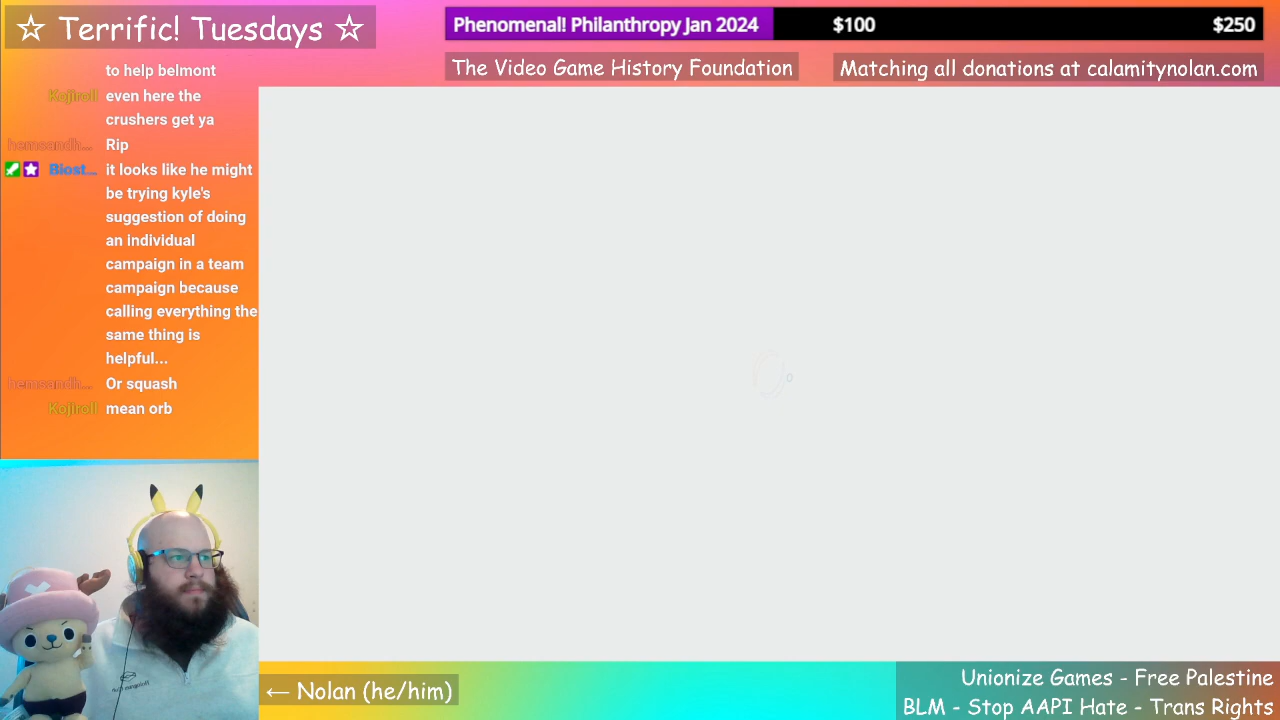 ☆ Terrific! Tuesdays ☆
Phenomenal! Philanthropy Jan 2024 $100 $250
The Video Game History Foundation
Matching all donations at calamitynolan.com
to help belmont
Kojiroll even here the
crushers get ya
hemsandh... Rip
Biost... it looks like he might
be trying kyle's
suggestion of doing
an individual
campaign in a team
campaign because
calling everything the
same thing is
helpful...
hemsandh... Or squash
Kojiroll mean orb
← Nolan (he/him)
Unionize Games - Free Palestine
BLM - Stop AAPI Hate - Trans Rights